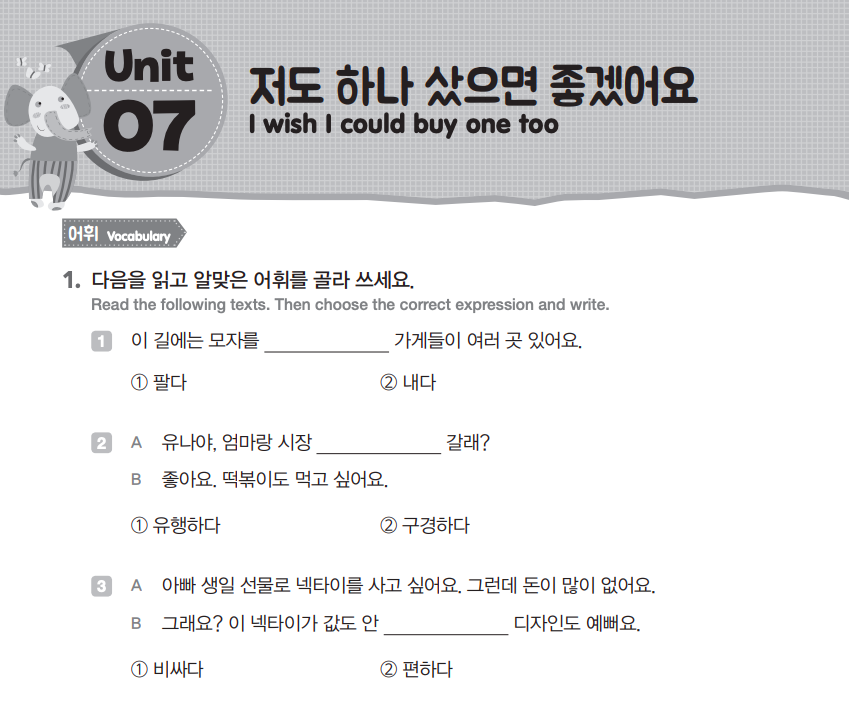 Unit
07
저도 하나 샀으면 좋겠어요
I wish I could buy one too
어휘 Vocabulary
1. 다음을 읽고 알맞은 어휘를 골라 쓰세요.
Read the following texts. Then choose the correct expression and write.
1 이 길에는 모자를 ____________ 가게들이 여러 곳 있어요.
① 팔다 ② 내다
2 A 유나야, 엄마랑 시장 ____________ 갈래?
B 좋아요. 떡볶이도 먹고 싶어요.
① 유행하다 ② 구경하다
3 A 아빠 생일 선물로 넥타이를 사고 싶어요. 그런데 돈이 많이 없어요.
B 그래요? 이 넥타이가 값도 안 ____________ 디자인도 예뻐요.
① 비싸다 ② 편하다